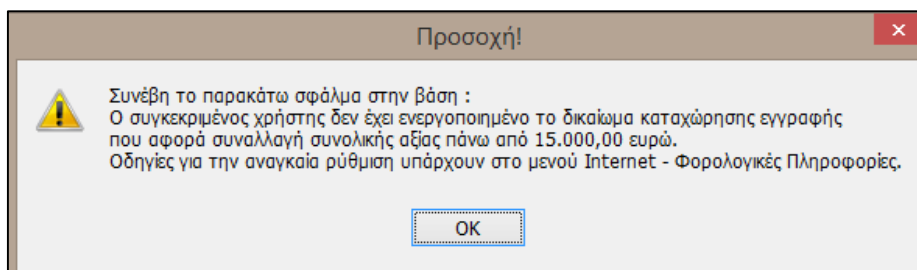 Προσοχή!
Συνέβη το παρακάτω σφάλμα στην βάση :
Ο συγκεκριμένος χρήστης δεν έχει ενεργοποιημένο το δικαίωμα καταχώρησης εγγραφής
που αφορά συναλλαγή συνολικής αξίας πάνω από 15.000,00 ευρώ.
Οδηγίες για την αναγκαία ρύθμιση υπάρχουν στο μενού Internet - Φορολογικές Πληροφορίες.
OK